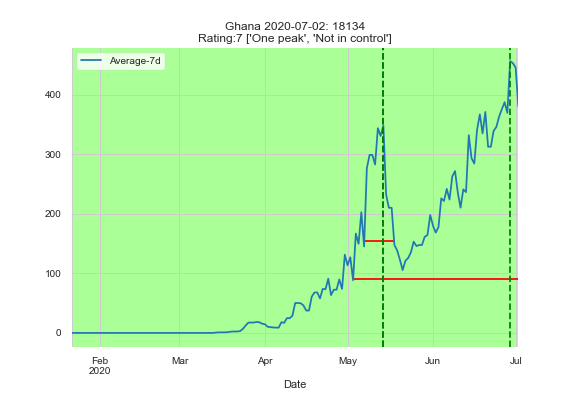 Ghana 2020-07-02: 18134
Rating:7 ['One peak', 'Not in control']
Average-7d
400
300
200
100
0
Feb Mar Apr May Jun Jul
2020
Date